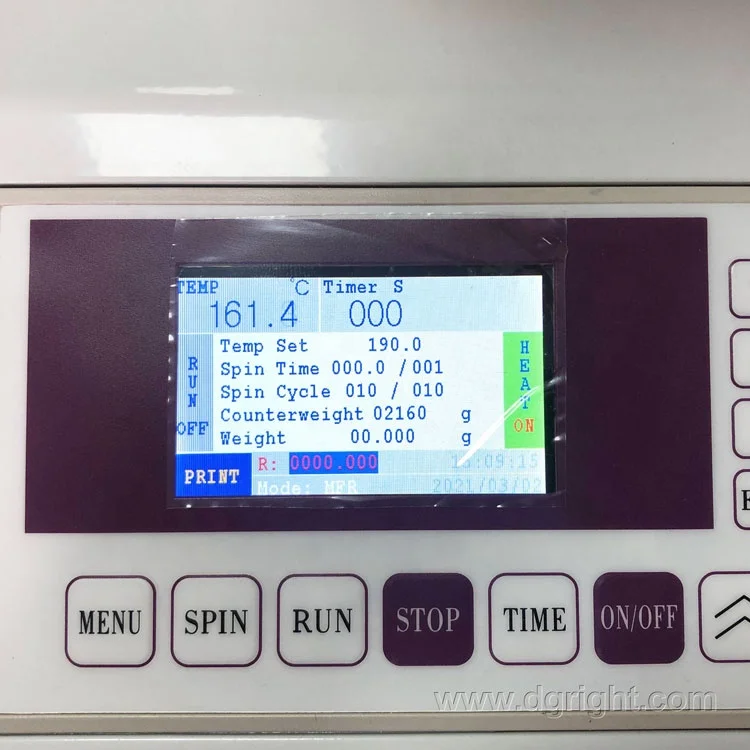 TEMP °C Timer S
161.4 000
RUN OFF
Temp Set 190.0
Spin Time 000.0 /001
Spin Cycle 010 / 010
Counterweight 02160 g
Weight 00.000 g
HEAT ON
PRINT
R: 0000.000
:09:15
Mode: MFR
2021/03/02
MENU SPIN RUN STOP TIME ON/OFF
E
www.dgright.com